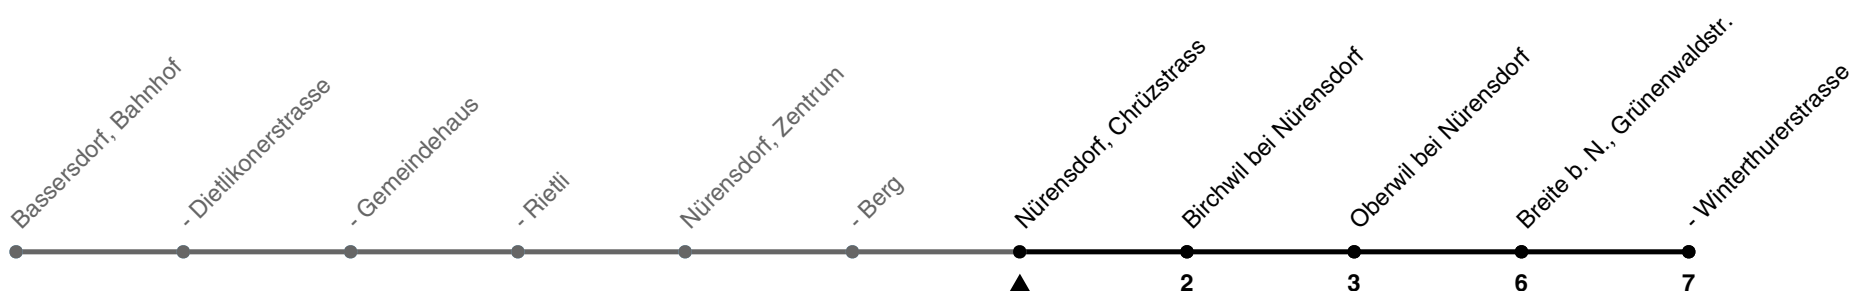 Bassersdorf, Bahnhof
- Dietlikonerstrasse
- Gemeindehaus
- Rietli
Nürensdorf, Zentrum
- Berg
Nürensdorf, Chrüzstrass
Birchwil bei Nürensdorf
Oberwil bei Nürensdorf
Breite b. N., Grünenwaldstr.
- Winterthurerstrasse
2
3
6
7